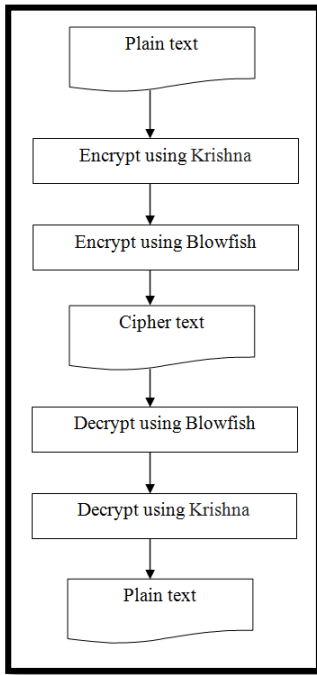 Plain text
Encrypt using Krishna
Encrypt using Blowfish
Cipher text
Decrypt using Blowfish
Decrypt using Krishna
Plain text